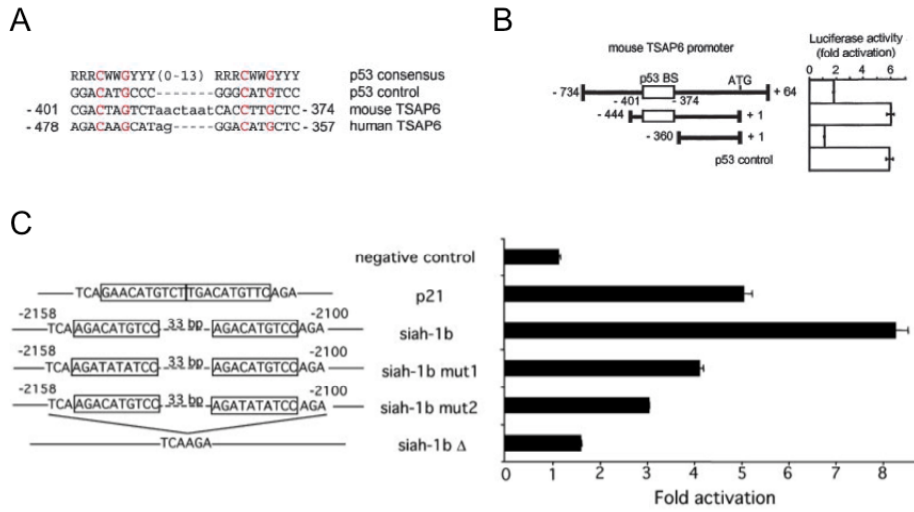 A
RRRCWWGYYY(0-13) RRRCWWGYYY p53 consensus
GGACATGCCC------GGGCATGTCC p53 control
-401 CGACTAGTCTaactaatCACCTTGCTC-374 mouse TSAP6
-478 AGACAAGCATag-----GGACATGCTC-357 human TSAP6
B
mouse TSAP6 promoter
Luciferase activity
(fold activation)
0 2 4 6
p53 BS
ATG
-734
+ 64
-401
-374
-444
+ 1
-360
+ 1
p53 control
C
negative control
TCAGAACATGTCTTGACATGTTCAGA
p21
-2158
-2100
TCAAGACATGTCC 33 bp AGACATGTCCAGA
siah-1b
-2158
-2100
TCAAGATATATCC 33 bp AGACATGTCCAGA
siah-1b mut1
-2158
-2100
TCAAGACATGTCC 33 bp AGATATATCCAGA
siah-1b mut2
TCAAGA
siah-1b Δ
0 1 2 3 4 5 6 7 8
Fold activation